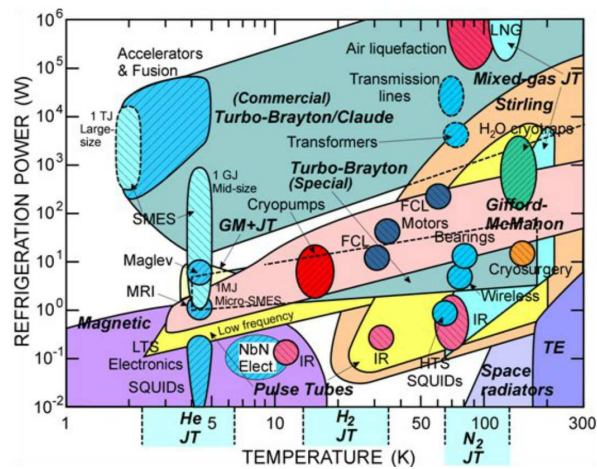 REFRIGERATION POWER (W)
10⁶
10⁵
10⁴
10³
10²
10¹
10⁰
10⁻¹
10⁻²
Accelerators
& Fusion
Air liquefaction
LNG
Transmission
lines
Mixed-gas JT
Stirling
(Commercial)
Turbo-Brayton/Claude
1 TJ
Large-
size
Transformers
H₂O cryotraps
Turbo-Brayton
(Special)
1 GJ
Mid-size
SMES
GM+JT
Cryopumps
FCL
Motors
Gifford-
McMahon
FCL
Bearings
Maglev
Cryosurgery
MRI
1MJ
Micro-SMES
Wireless
Magnetic
Low frequency
IR
LTS
Electronics
NbN
Elect.
IR
IR
HTS
SQUIDs
TE
SQUIDs
Pulse Tubes
Space
radiators
1
5
10
50
100
300
He
JT
H₂
JT
N₂
JT
TEMPERATURE (K)